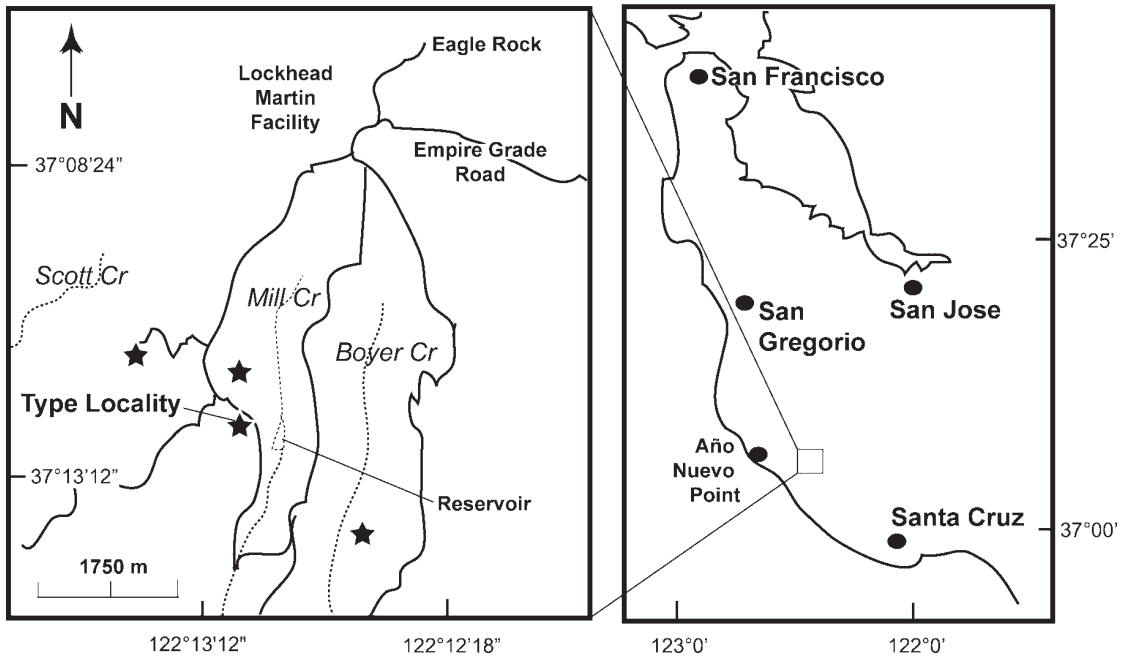 Eagle Rock
Lockhead
Martin
Facility
N
Empire Grade
Road
37°08'24”
Scott Cr
Mill Cr
Boyer Cr
Type Locality
37°13'12”
Reservoir
1750 m
122°13'12”
122°12'18”
San Francisco
37°25'
San Jose
San
Gregorio
Año
Nuevo
Point
Santa Cruz
37°00'
123°0'
122°0'